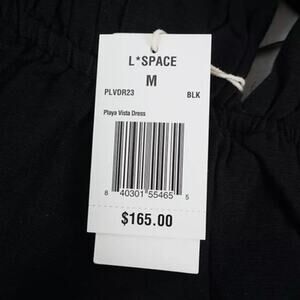 L*SPACE
M
PLVDR23 BLK
Playa Vista Dress
8 40301 55465 5
$165.00